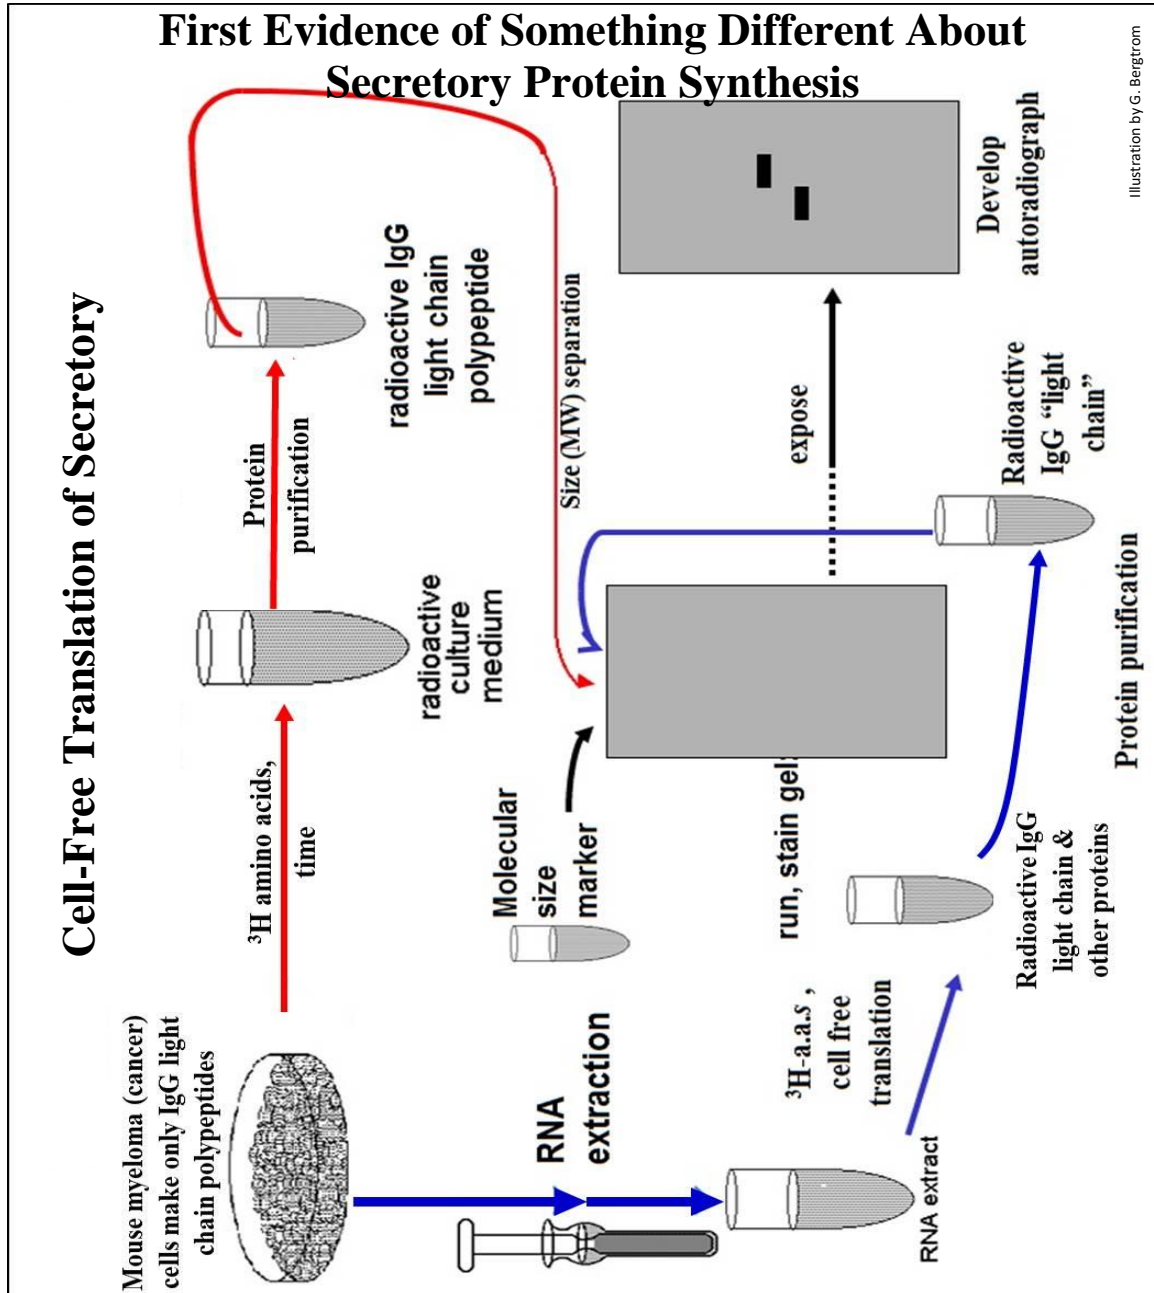 First Evidence of Something Different About
Secretory Protein Synthesis
Illustration by G. Bergtrom
Cell-Free Translation of Secretory
Mouse myeloma (cancer)
cells make only IgG light
chain polypeptides
³H amino acids,
time
radioactive
culture
medium
Protein
purification
radioactive IgG
light chain
polypeptide
Size (MW) separation
Molecular
size
marker
run, stain gel
expose
Develop
autoradiograph
RNA
extraction
RNA extract
³H-a.a.s ,
cell free
translation
Radioactive IgG
light chain &
other proteins
Protein purification
Radioactive
IgG “light
chain”